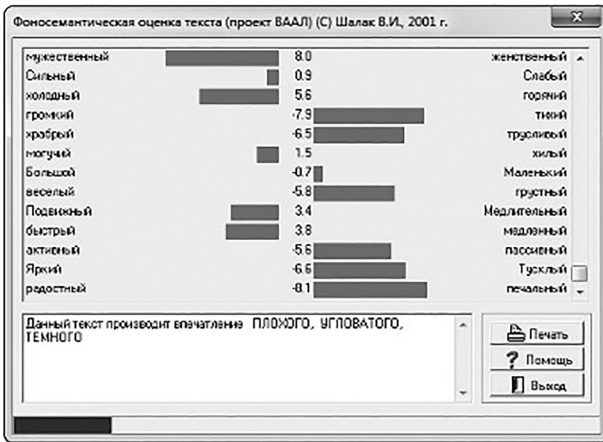 Фоносемантическая оценка текста (проект ВААЛ) (C) Шалак В.И., 2001 г.
мужественный 8.0 женственный
Сильный 0.9 Слабый
холодный 5.6 горячий
громкий -7.9 тихий
храбрый -6.5 трусливый
могучий 1.5 хилый
Большой -0.7 Маленький
веселый -5.8 грустный
Подвижный 3.4 Медлительный
быстрый 3.8 медленный
активный -5.6 пассивный
Яркий -6.6 Тусклый
радостный -8.1 печальный
Данный текст производит впечатление ПЛОХОГО, УГЛОВАТОГО,
ТЕМНОГО
Печать
Помощь
Выход